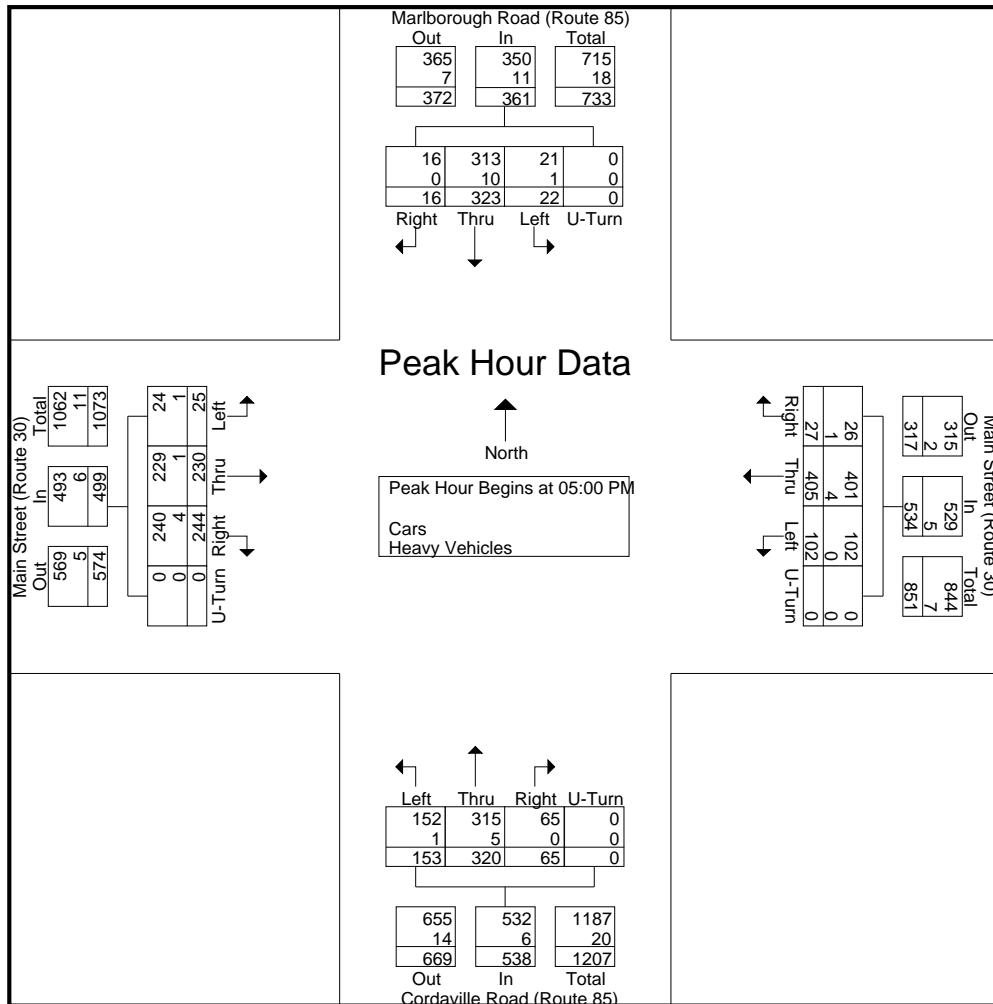 Marlborough Road (Route 85)
Out In Total
365 350 715
7 11 18
372 361 733
16 313 21 0
0 10 1 0
16 323 22 0
Right Thru Left U-Turn
Peak Hour Data
North
Peak Hour Begins at 05:00 PM
Cars
Heavy Vehicles
Main Street (Route 30)
Out In Total
569 493 1062
5 6 11
574 499 1073
U-Turn Right Thru Left
0 240 229 24
0 4 1 1
0 244 230 25
Main Street (Route 30)
Out In Total
315 529 844
2 5 7
317 534 851
Right Thru Left U-Turn
26 401 102 0
1 4 0 0
27 405 102 0
Left Thru Right U-Turn
152 315 65 0
1 5 0 0
153 320 65 0
655 532 1187
14 6 20
669 538 1207
Out In Total
Cordaville Road (Route 85)